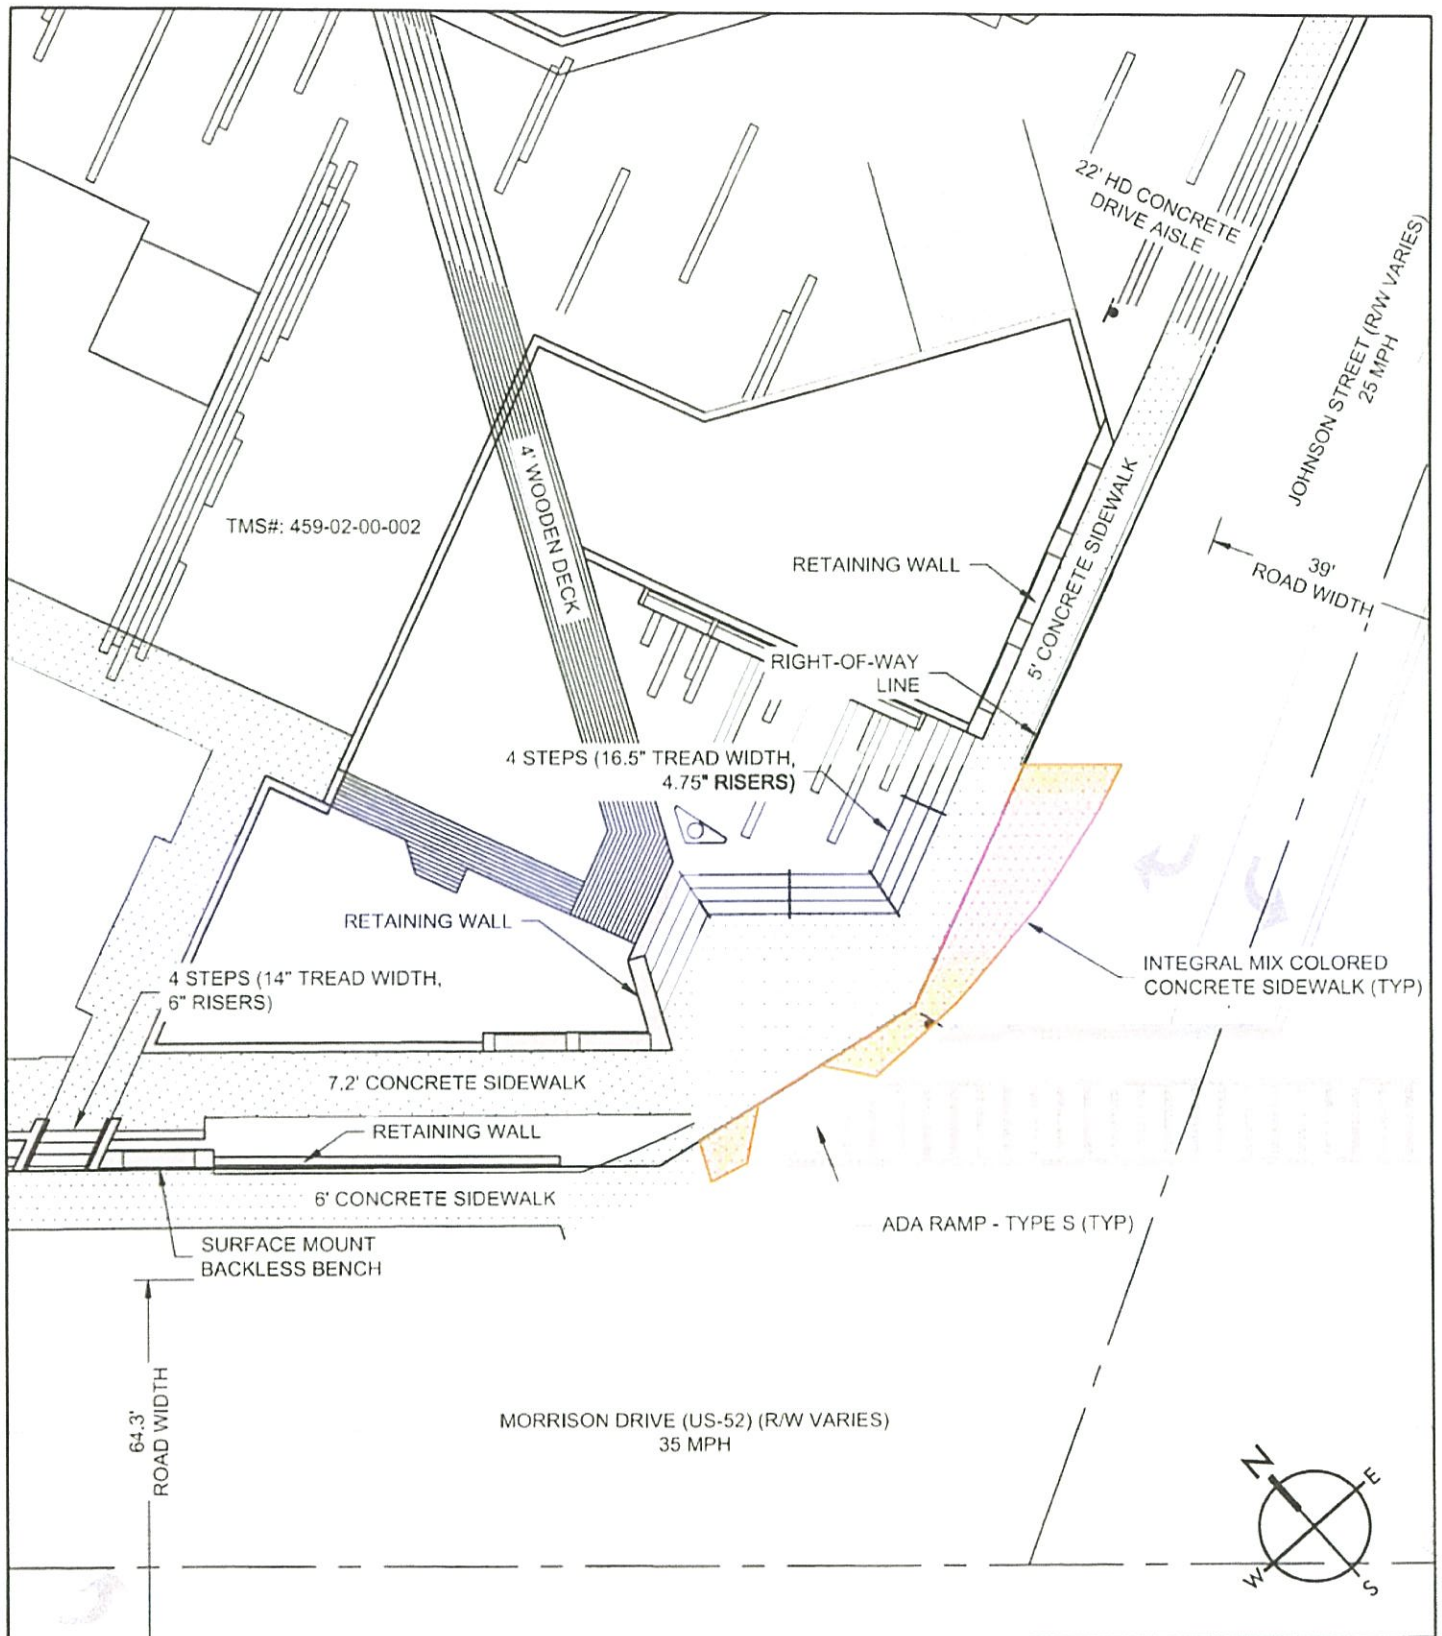 22' HD CONCRETE
DRIVE AISLE
JOHNSON STREET (R/W VARIES)
25 MPH
4' WOODEN DECK
TMS#: 459-02-00-002
RETAINING WALL
5' CONCRETE SIDEWALK
39'
ROAD WIDTH
RIGHT-OF-WAY
LINE
4 STEPS (16.5" TREAD WIDTH,
4.75" RISERS)
RETAINING WALL
4 STEPS (14" TREAD WIDTH,
6" RISERS)
INTEGRAL MIX COLORED
CONCRETE SIDEWALK (TYP)
7.2' CONCRETE SIDEWALK
RETAINING WALL
6' CONCRETE SIDEWALK
ADA RAMP - TYPE S (TYP)
SURFACE MOUNT
BACKLESS BENCH
64.3'
ROAD WIDTH
MORRISON DRIVE (US-52) (R/W VARIES)
35 MPH
N
E
W
S